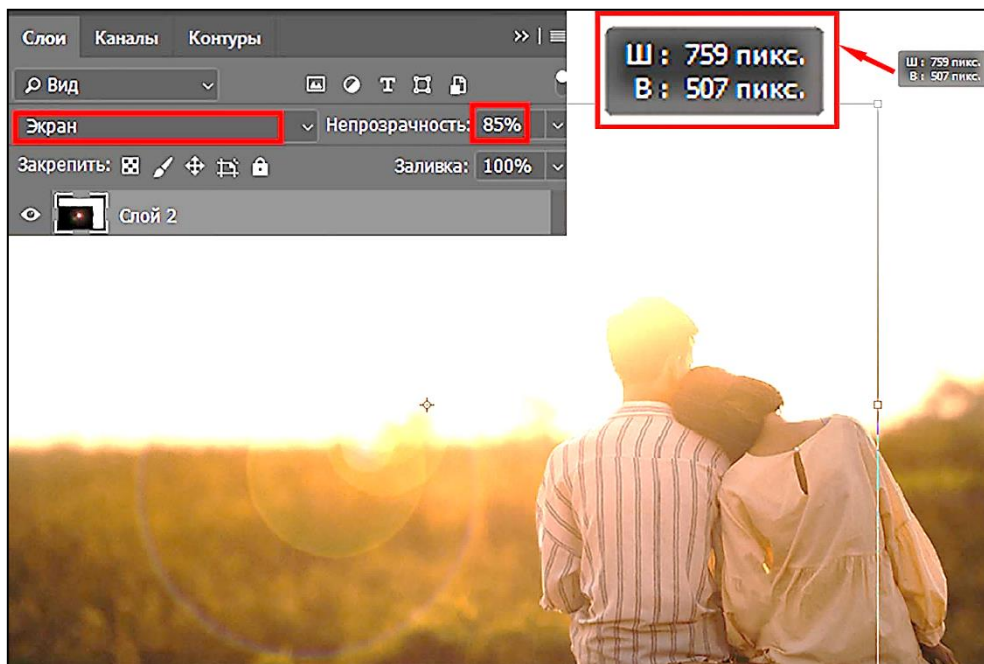 Слои Каналы Контуры
Вид
Экран Непрозрачность: 85%
Закрепить: Заливка: 100%
Слой 2
Ш : 759 пикс.
В : 507 пикс.
Ш : 759 пикс.
В : 507 пикс.